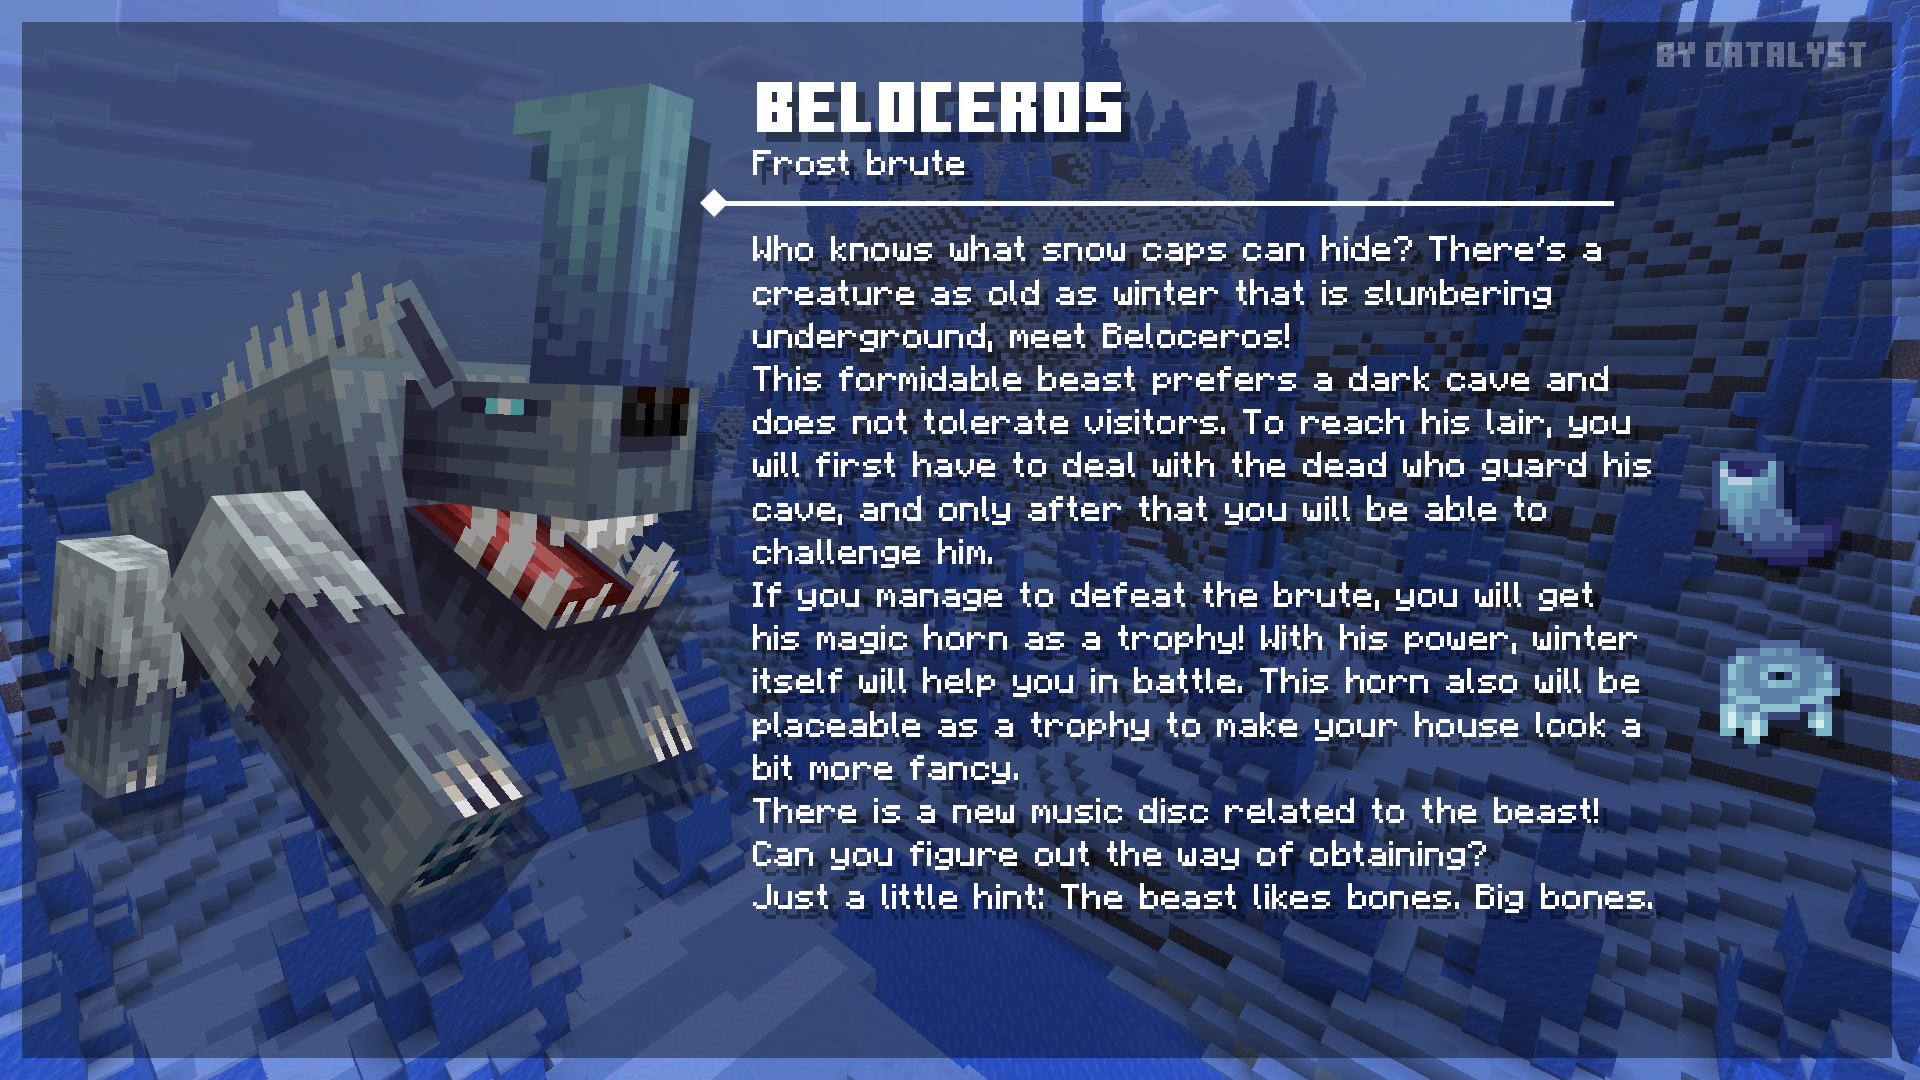 BY CATALYST
BELOCEROS
Frost brute
Who knows what snow caps can hide? There's a
creature as old as winter that is slumbering
underground, meet Beloceros!
This formidable beast prefers a dark cave and
does not tolerate visitors. To reach his lair, you
will first have to deal with the dead who guard his
cave, and only after that you will be able to
challenge him.
If you manage to defeat the brute, you will get
his magic horn as a trophy! With his power, winter
itself will help you in battle. This horn also will be
placeable as a trophy to make your house look a
bit more fancy.
There is a new music disc related to the beast!
Can you figure out the way of obtaining?
Just a little hint: The beast likes bones. Big bones.